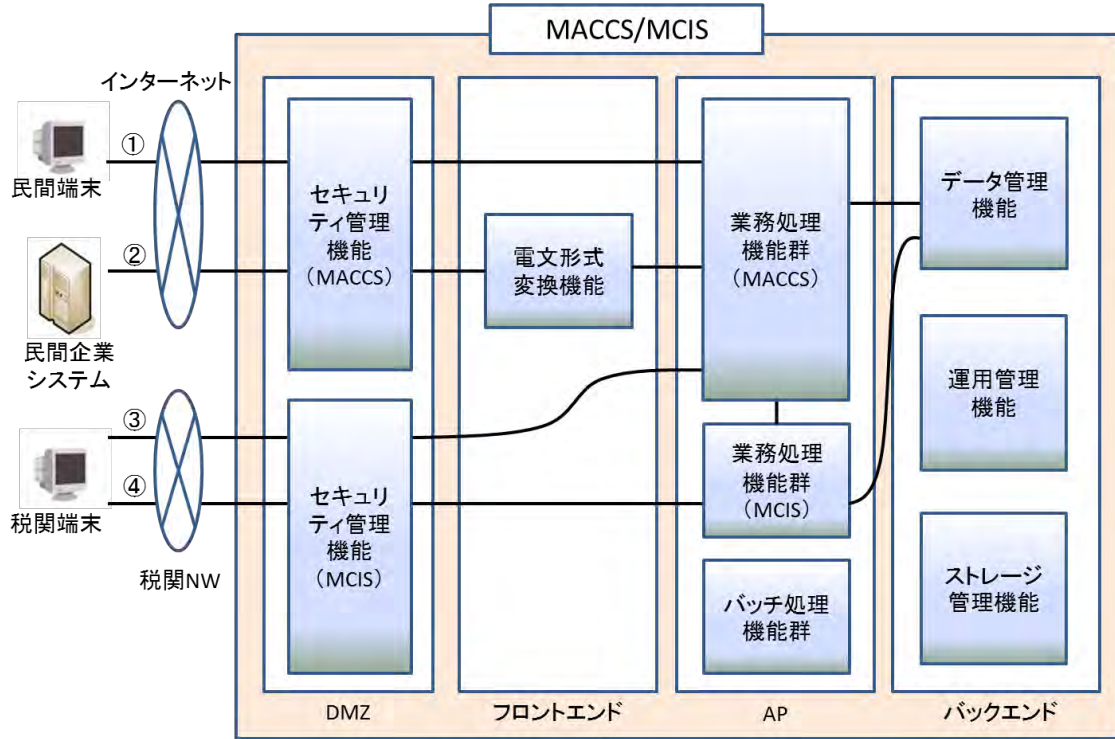 MACCS/MCIS
インターネット
①
民間端末
②
民間企業
システム
③
④
税関端末
税関NW
セキュリ
ティ管理
機能
（MACCS）
セキュリ
ティ管理
機能
（MCIS）
DMZ
電文形式
変換機能
フロントエンド
業務処理
機能群
（MACCS）
業務処理
機能群
（MCIS）
バッチ処理
機能群
AP
データ管理
機能
運用管理
機能
ストレージ
管理機能
バックエンド